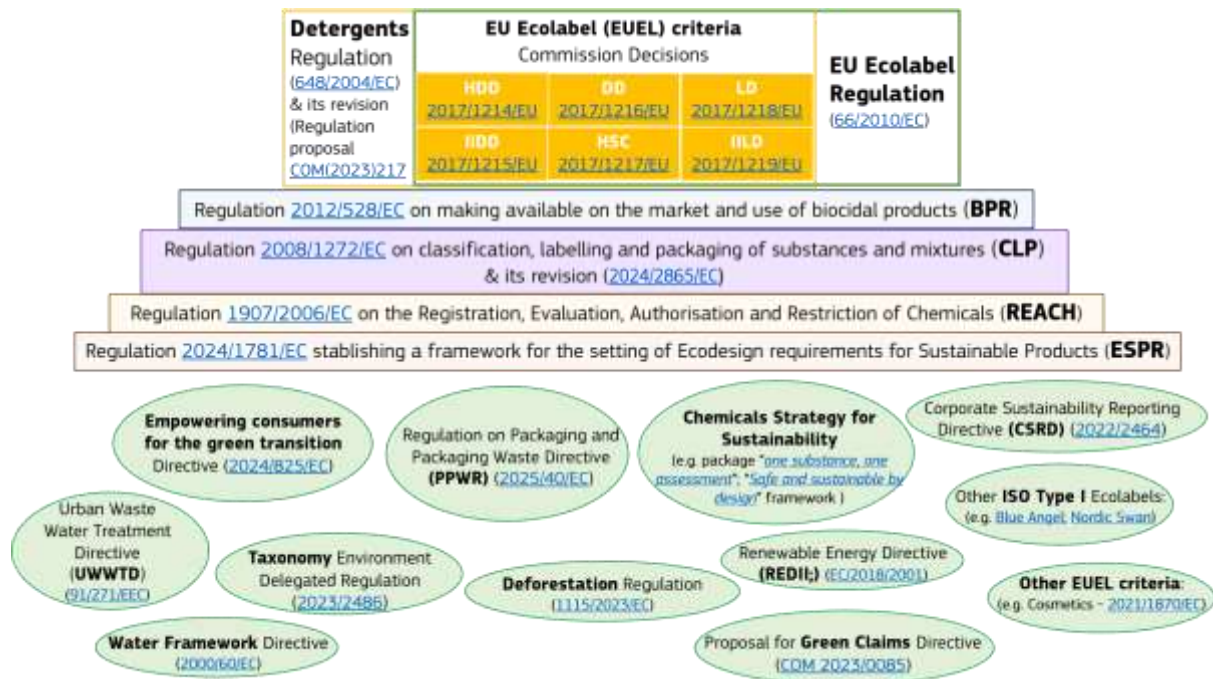 Detergents
Regulation
(648/2004/EC)
& its revision
(Regulation
proposal
COM(2023)217
EU Ecolabel (EUEL) criteria
Commission Decisions
HDD
2017/1214/EU
DD
2017/1216/EU
LD
2017/1218/EU
IIDD
2017/1215/EU
HSC
2017/1217/EU
IILD
2017/1219/EU
EU Ecolabel
Regulation
(66/2010/EC)
Regulation 2012/528/EC on making available on the market and use of biocidal products (BPR)
Regulation 2008/1272/EC on classification, labelling and packaging of substances and mixtures (CLP)
& its revision (2024/2865/EC)
Regulation 1907/2006/EC on the Registration, Evaluation, Authorisation and Restriction of Chemicals (REACH)
Regulation 2024/1781/EC stablishing a framework for the setting of Ecodesign requirements for Sustainable Products (ESPR)
Empowering consumers
for the green transition
Directive (2024/825/EC)
Regulation on Packaging and
Packaging Waste Directive
(PPWR) (2025/40/EC)
Chemicals Strategy for
Sustainability
(e.g. package "one substance, one
assessment"; "Safe and sustainable by
design" framework )
Corporate Sustainability Reporting
Directive (CSRD) (2022/2464)
Urban Waste
Water Treatment
Directive
(UWWTD)
(91/271/EEC)
Taxonomy Environment
Delegated Regulation
(2023/2486)
Deforestation Regulation
(1115/2023/EC)
Renewable Energy Directive
(REDII;) (EC/2018/2001)
Other ISO Type I Ecolabels:
(e.g. Blue Angel, Nordic Swan)
Other EUEL criteria:
(e.g. Cosmetics - 2021/1870/EC)
Water Framework Directive
(2000/60/EC)
Proposal for Green Claims Directive
(COM 2023/0085)